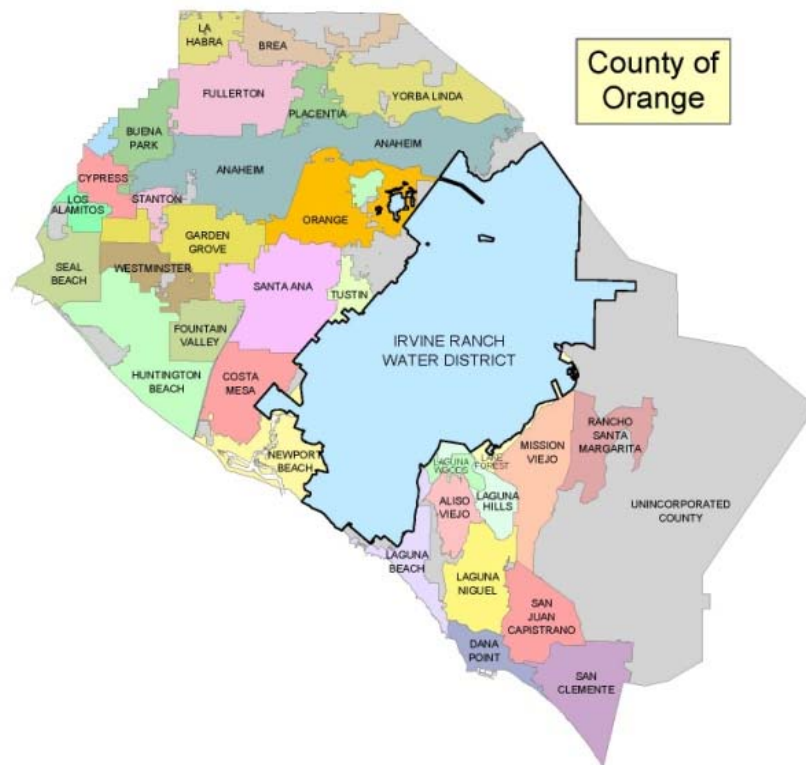 County of
Orange
LA
HABRA
BREA
FULLERTON
YORBA LINDA
PLACENTIA
BUENA
PARK
ANAHEIM
ANAHEIM
CYPRESS
STANTON
LOS
ALAMITOS
ORANGE
GARDEN
GROVE
SEAL
BEACH
WESTMINSTER
SANTA ANA
TUSTIN
FOUNTAIN
VALLEY
IRVINE RANCH
WATER DISTRICT
HUNTINGTON
BEACH
COSTA
MESA
NEWPORT
BEACH
LAGUNA
WOODS
LAKE
FOREST
MISSION
VIEJO
RANCHO
SANTA
MARGARITA
ALISO
VIEJO
LAGUNA
HILLS
UNINCORPORATED
COUNTY
LAGUNA
BEACH
LAGUNA
NIGUEL
SAN
JUAN
CAPISTRANO
DANA
POINT
SAN
CLEMENTE